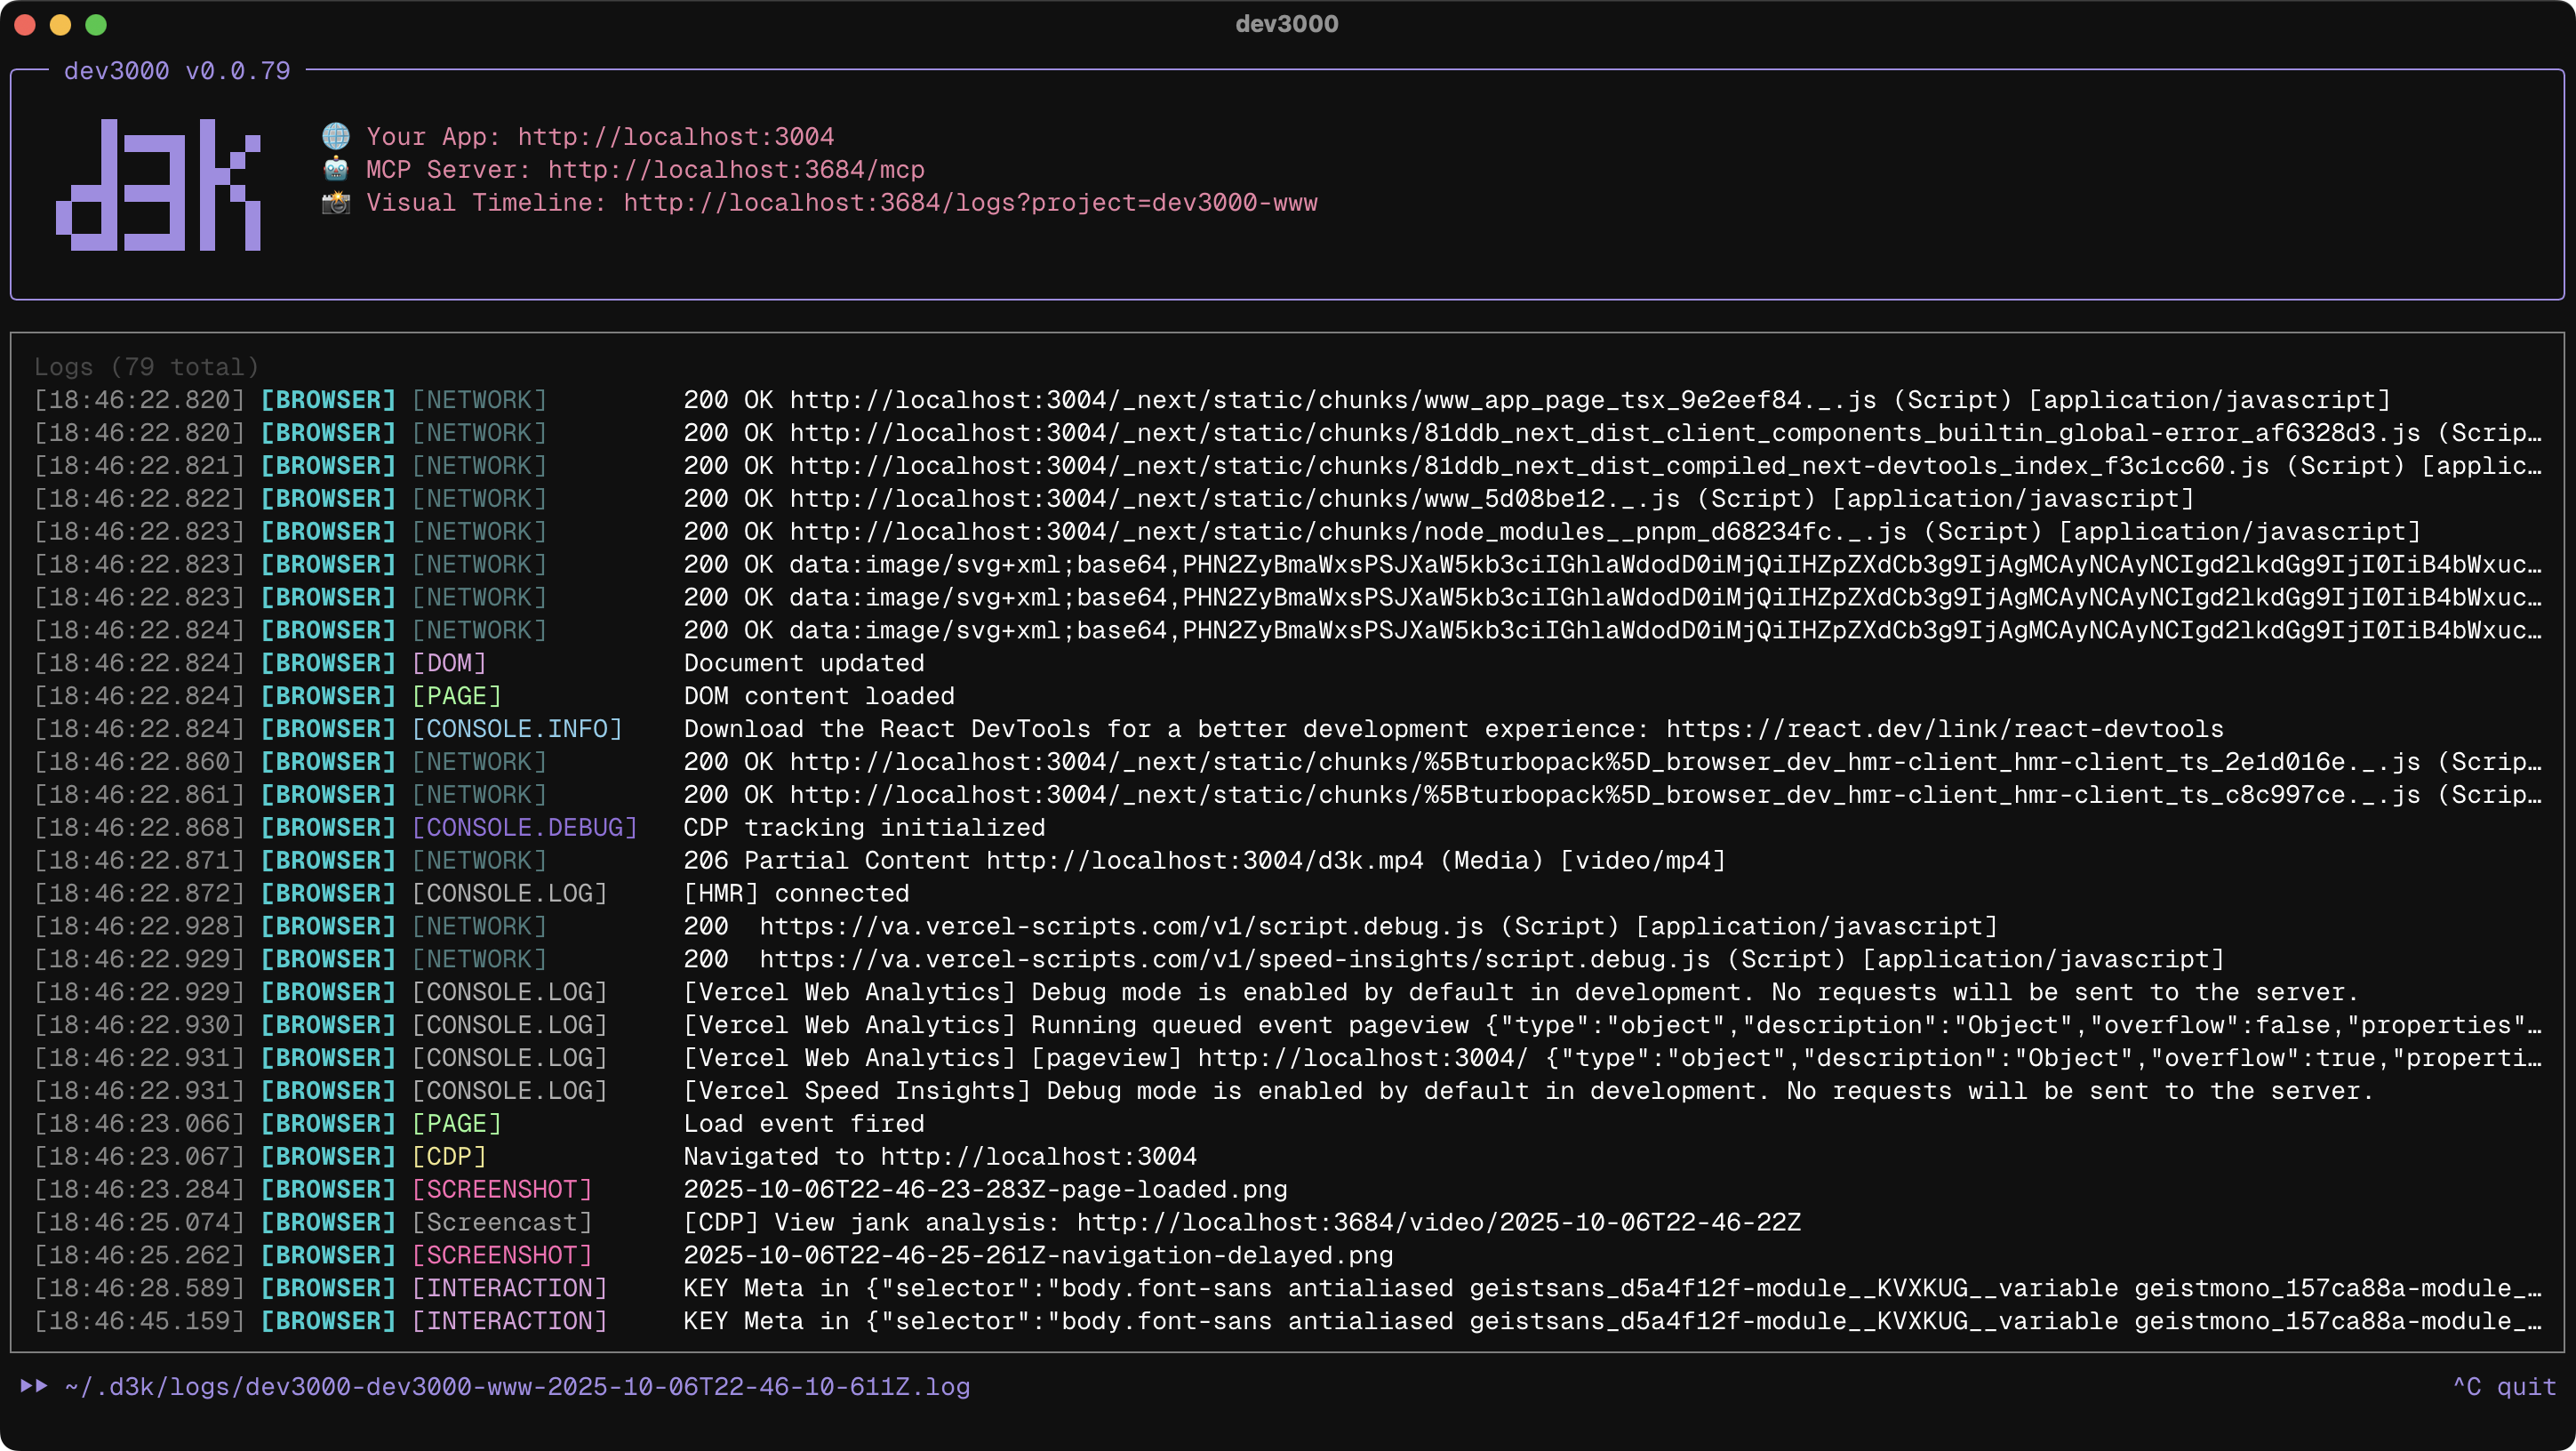 dev3000
dev3000 v0.0.79
d3k
🌐 Your App: http://localhost:3004
🤖 MCP Server: http://localhost:3684/mcp
📸 Visual Timeline: http://localhost:3684/logs?project=dev3000-www
Logs (79 total)
[18:46:22.820] [BROWSER] [NETWORK] 200 OK http://localhost:3004/_next/static/chunks/www_app_page_tsx_9e2eef84._.js (Script) [application/javascript]
[18:46:22.820] [BROWSER] [NETWORK] 200 OK http://localhost:3004/_next/static/chunks/81ddb_next_dist_client_components_builtin_global-error_af6328d3.js (Scrip…
[18:46:22.821] [BROWSER] [NETWORK] 200 OK http://localhost:3004/_next/static/chunks/81ddb_next_dist_compiled_next-devtools_index_f3c1cc60.js (Script) [applic…
[18:46:22.822] [BROWSER] [NETWORK] 200 OK http://localhost:3004/_next/static/chunks/www_5d08be12._.js (Script) [application/javascript]
[18:46:22.823] [BROWSER] [NETWORK] 200 OK http://localhost:3004/_next/static/chunks/node_modules__pnpm_d68234fc._.js (Script) [application/javascript]
[18:46:22.823] [BROWSER] [NETWORK] 200 OK data:image/svg+xml;base64,PHN2ZyBmaWxsPSJXaW5kb3ciIGhlaWdodD0iMjQiIHZpZXdCb3g9IjAgMCAyNCAyNCIgd2lkdGg9IjI0IiB4bWxuc…
[18:46:22.823] [BROWSER] [NETWORK] 200 OK data:image/svg+xml;base64,PHN2ZyBmaWxsPSJXaW5kb3ciIGhlaWdodD0iMjQiIHZpZXdCb3g9IjAgMCAyNCAyNCIgd2lkdGg9IjI0IiB4bWxuc…
[18:46:22.824] [BROWSER] [NETWORK] 200 OK data:image/svg+xml;base64,PHN2ZyBmaWxsPSJXaW5kb3ciIGhlaWdodD0iMjQiIHZpZXdCb3g9IjAgMCAyNCAyNCIgd2lkdGg9IjI0IiB4bWxuc…
[18:46:22.824] [BROWSER] [DOM] Document updated
[18:46:22.824] [BROWSER] [PAGE] DOM content loaded
[18:46:22.824] [BROWSER] [CONSOLE.INFO] Download the React DevTools for a better development experience: https://react.dev/link/react-devtools
[18:46:22.860] [BROWSER] [NETWORK] 200 OK http://localhost:3004/_next/static/chunks/%5Bturbopack%5D_browser_dev_hmr-client_hmr-client_ts_2e1d016e._.js (Scrip…
[18:46:22.861] [BROWSER] [NETWORK] 200 OK http://localhost:3004/_next/static/chunks/%5Bturbopack%5D_browser_dev_hmr-client_hmr-client_ts_c8c997ce._.js (Scrip…
[18:46:22.868] [BROWSER] [CONSOLE.DEBUG] CDP tracking initialized
[18:46:22.871] [BROWSER] [NETWORK] 206 Partial Content http://localhost:3004/d3k.mp4 (Media) [video/mp4]
[18:46:22.872] [BROWSER] [CONSOLE.LOG] [HMR] connected
[18:46:22.928] [BROWSER] [NETWORK] 200  https://va.vercel-scripts.com/v1/script.debug.js (Script) [application/javascript]
[18:46:22.929] [BROWSER] [NETWORK] 200  https://va.vercel-scripts.com/v1/speed-insights/script.debug.js (Script) [application/javascript]
[18:46:22.929] [BROWSER] [CONSOLE.LOG] [Vercel Web Analytics] Debug mode is enabled by default in development. No requests will be sent to the server.
[18:46:22.930] [BROWSER] [CONSOLE.LOG] [Vercel Web Analytics] Running queued event pageview {"type":"object","description":"Object","overflow":false,"properties"…
[18:46:22.931] [BROWSER] [CONSOLE.LOG] [Vercel Web Analytics] [pageview] http://localhost:3004/ {"type":"object","description":"Object","overflow":true,"properti…
[18:46:22.931] [BROWSER] [CONSOLE.LOG] [Vercel Speed Insights] Debug mode is enabled by default in development. No requests will be sent to the server.
[18:46:23.066] [BROWSER] [PAGE] Load event fired
[18:46:23.067] [BROWSER] [CDP] Navigated to http://localhost:3004
[18:46:23.284] [BROWSER] [SCREENSHOT] 2025-10-06T22-46-23-283Z-page-loaded.png
[18:46:25.074] [BROWSER] [Screencast] [CDP] View jank analysis: http://localhost:3684/video/2025-10-06T22-46-22Z
[18:46:25.262] [BROWSER] [SCREENSHOT] 2025-10-06T22-46-25-261Z-navigation-delayed.png
[18:46:28.589] [BROWSER] [INTERACTION] KEY Meta in {"selector":"body.font-sans antialiased geistsans_d5a4f12f-module__KVXKUG__variable geistmono_157ca88a-module_…
[18:46:45.159] [BROWSER] [INTERACTION] KEY Meta in {"selector":"body.font-sans antialiased geistsans_d5a4f12f-module__KVXKUG__variable geistmono_157ca88a-module_…
⏵⏵ ~/.d3k/logs/dev3000-dev3000-www-2025-10-06T22-46-10-611Z.log
^C quit